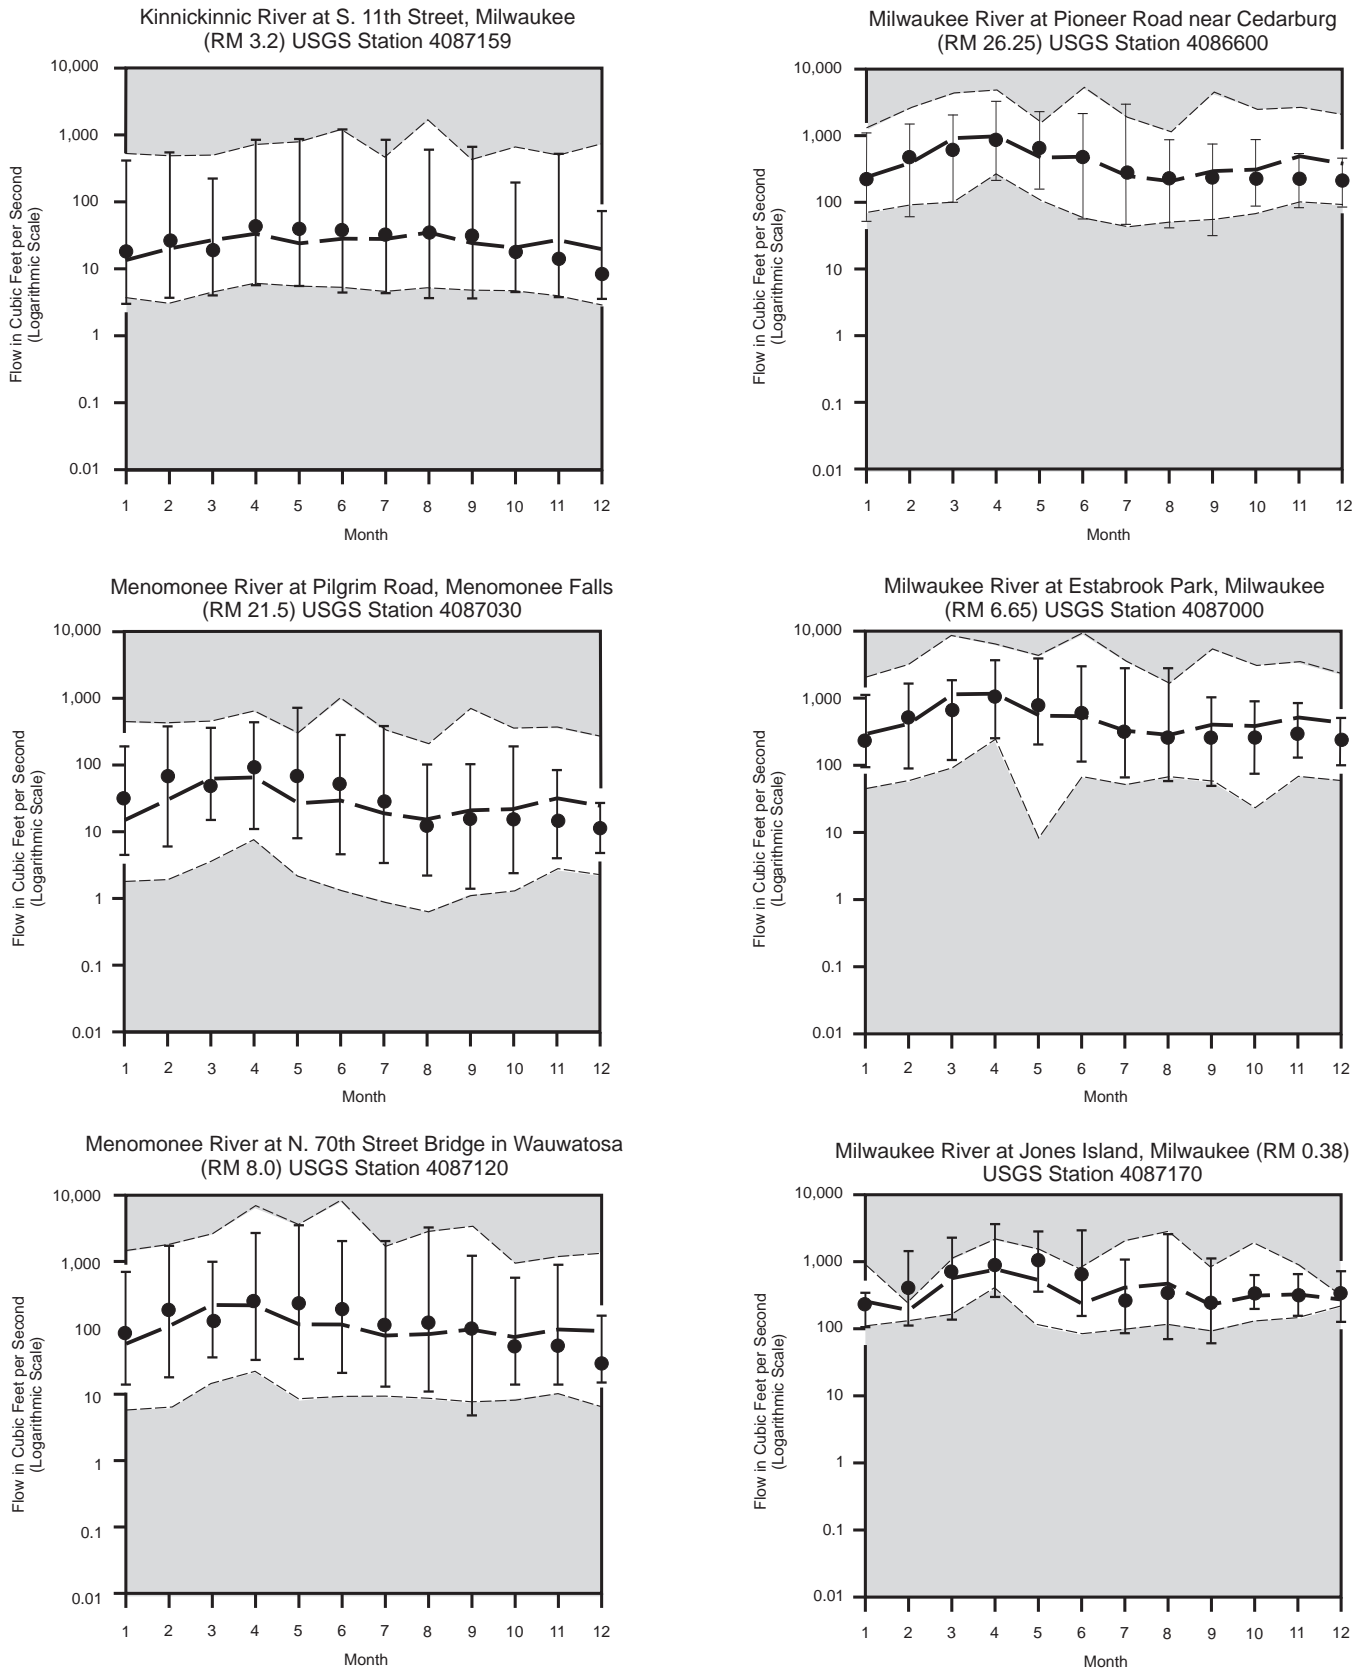 Kinnickinnic River at S. 11th Street, Milwaukee
(RM 3.2) USGS Station 4087159
10,000
1,000
100
10
1
0.1
0.01
Flow in Cubic Feet per Second
(Logarithmic Scale)
1 2 3 4 5 6 7 8 9 10 11 12
Month
Milwaukee River at Pioneer Road near Cedarburg
(RM 26.25) USGS Station 4086600
10,000
1,000
100
10
1
0.1
0.01
Flow in Cubic Feet per Second
(Logarithmic Scale)
1 2 3 4 5 6 7 8 9 10 11 12
Month
Menomonee River at Pilgrim Road, Menomonee Falls
(RM 21.5) USGS Station 4087030
10,000
1,000
100
10
1
0.1
0.01
Flow in Cubic Feet per Second
(Logarithmic Scale)
1 2 3 4 5 6 7 8 9 10 11 12
Month
Milwaukee River at Estabrook Park, Milwaukee
(RM 6.65) USGS Station 4087000
10,000
1,000
100
10
1
0.1
0.01
Flow in Cubic Feet per Second
(Logarithmic Scale)
1 2 3 4 5 6 7 8 9 10 11 12
Month
Menomonee River at N. 70th Street Bridge in Wauwatosa
(RM 8.0) USGS Station 4087120
10,000
1,000
100
10
1
0.1
0.01
Flow in Cubic Feet per Second
(Logarithmic Scale)
1 2 3 4 5 6 7 8 9 10 11 12
Month
Milwaukee River at Jones Island, Milwaukee (RM 0.38)
USGS Station 4087170
10,000
1,000
100
10
1
0.1
0.01
Flow in Cubic Feet per Second
(Logarithmic Scale)
1 2 3 4 5 6 7 8 9 10 11 12
Month